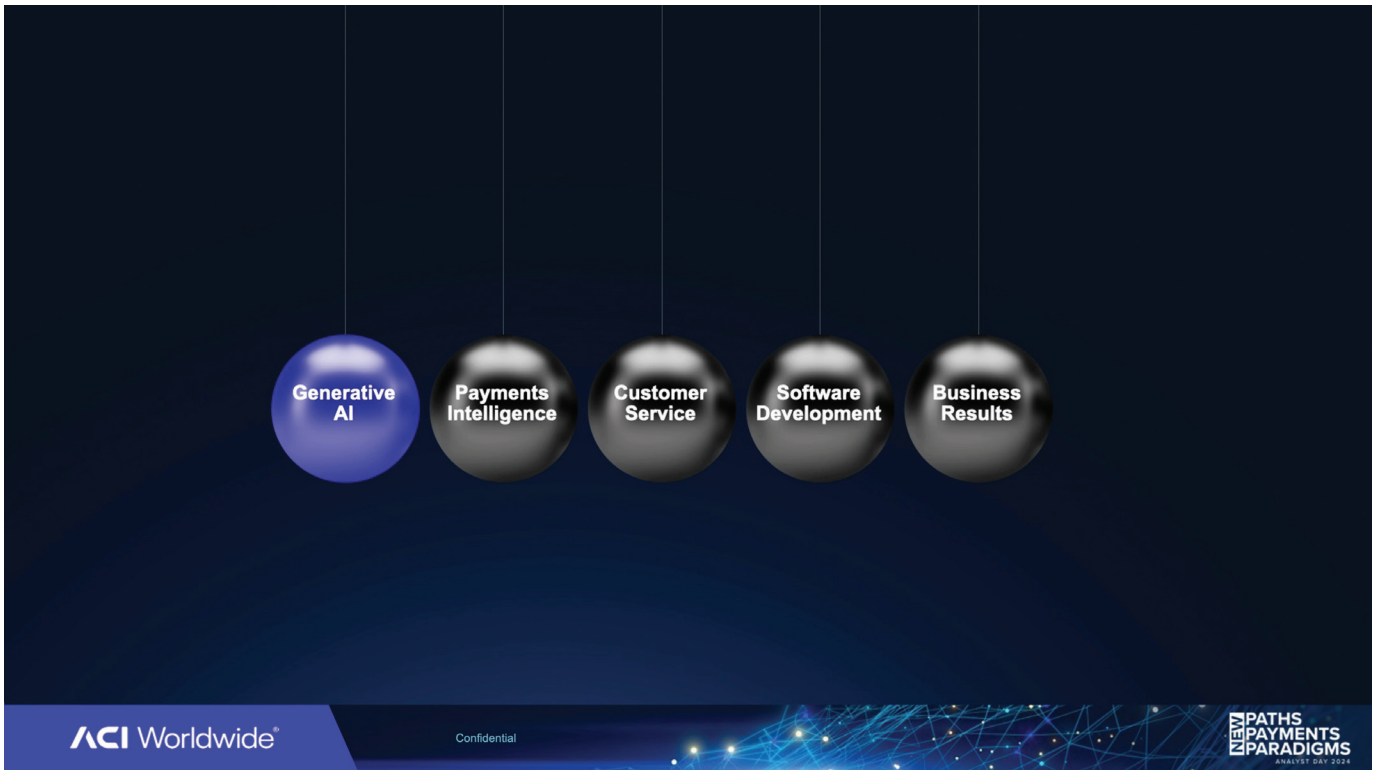 Generative
AI
Payments
Intelligence
Customer
Service
Software
Development
Business
Results
ACI Worldwide®
Confidential
NEW
PATHS
PAYMENTS
PARADIGMS
ANALYST DAY 2024